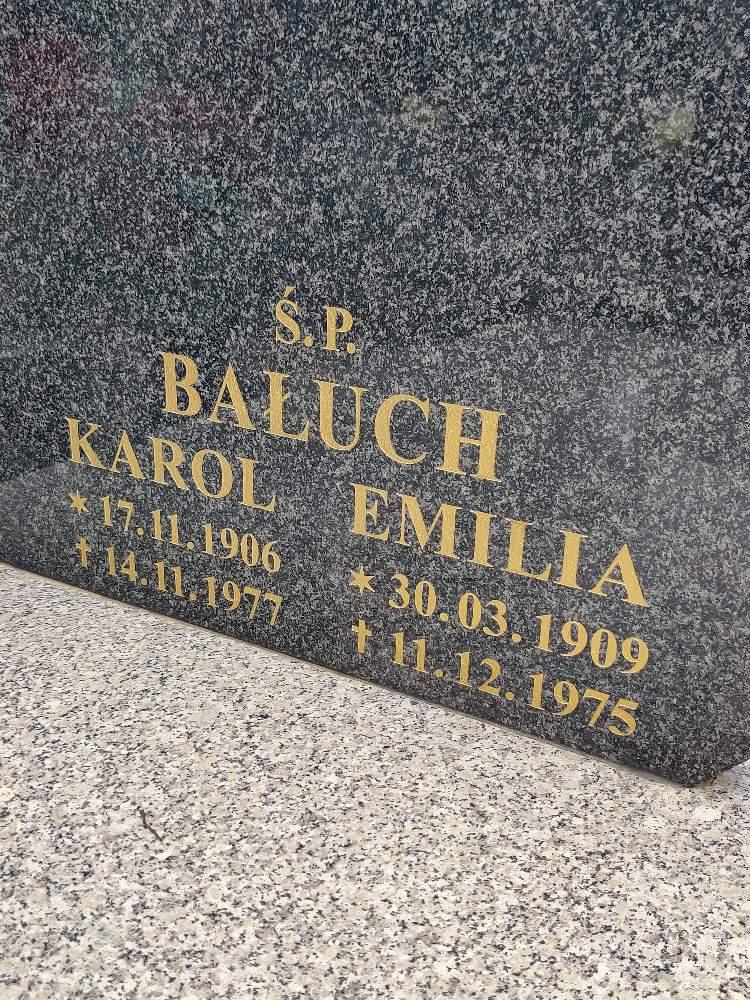 Ś.P.
BAŁUCH
KAROL EMILIA
* 17.11.1906 * 30.03.1909
† 14.11.1977 † 11.12.1975